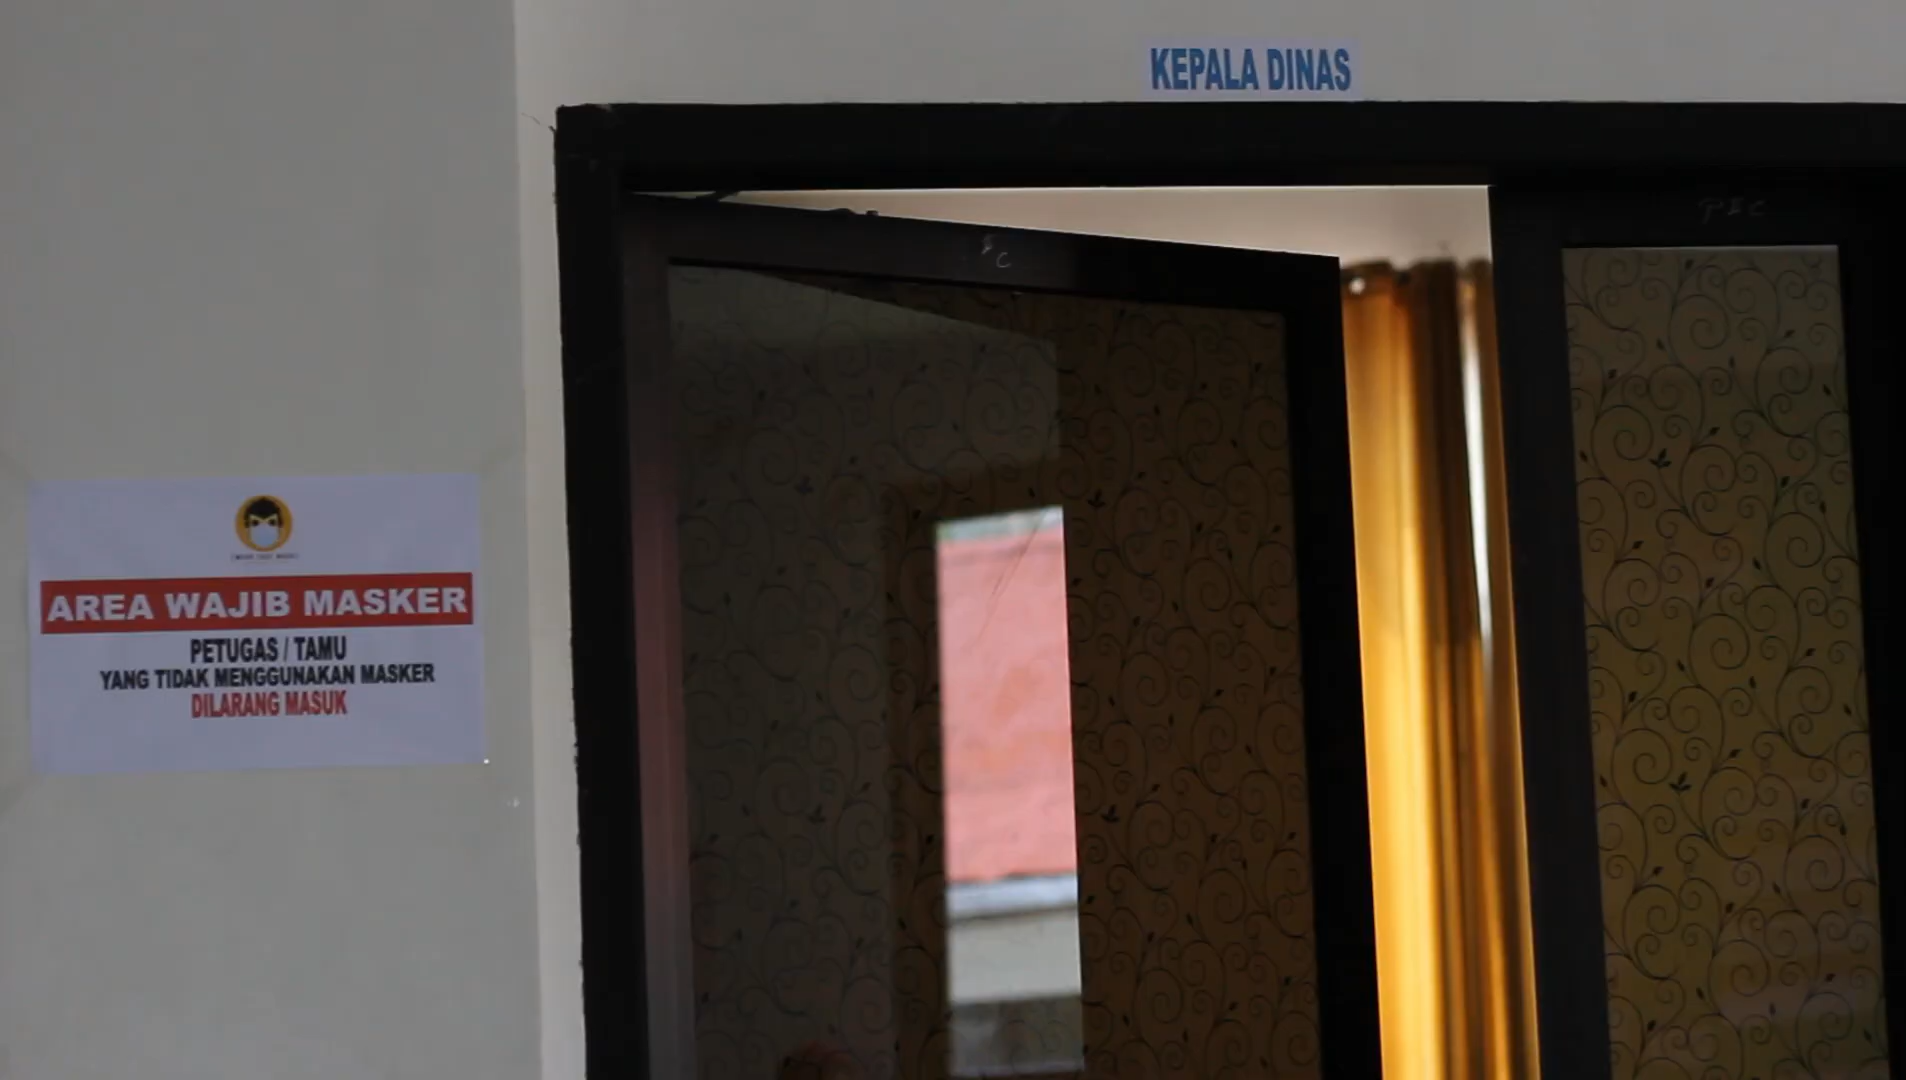 KEPALA DINAS
AREA WAJIB MASKER
PETUGAS / TAMU
YANG TIDAK MENGGUNAKAN MASKER
DILARANG MASUK